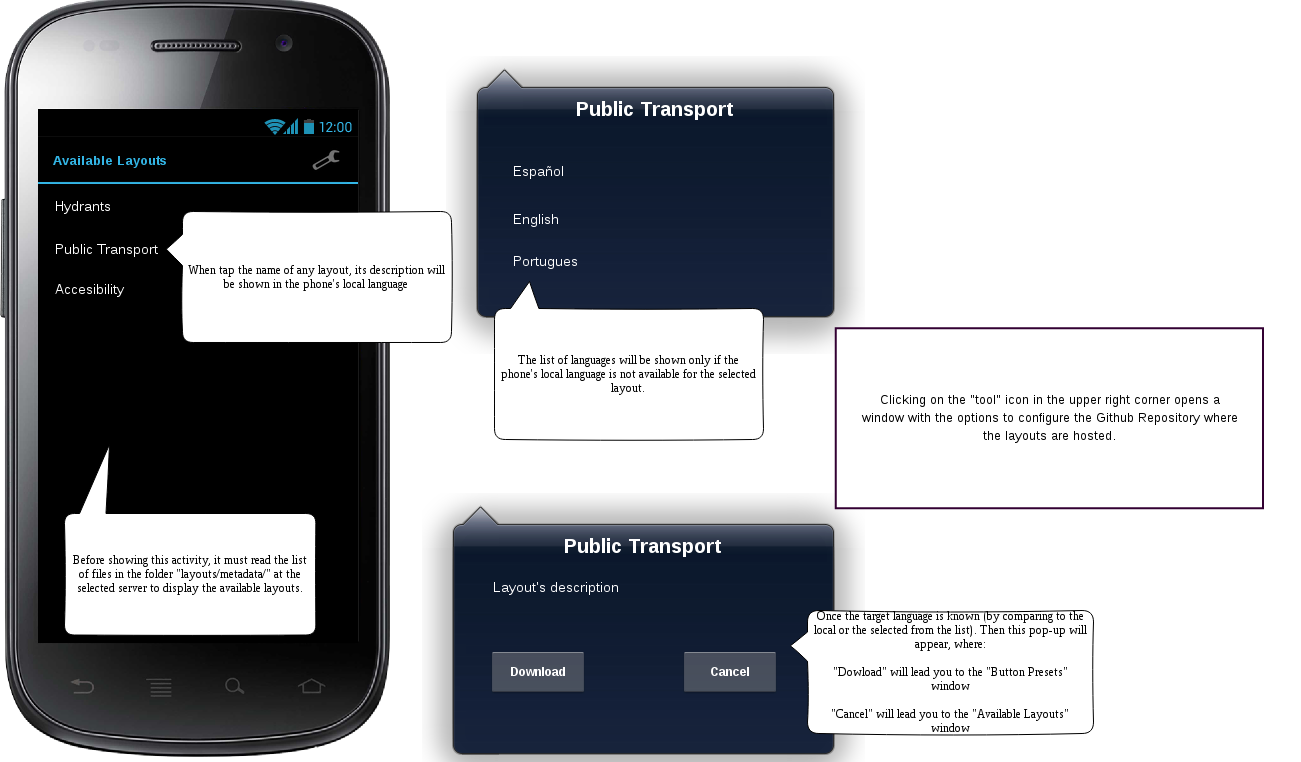 12:00
Available Layouts
Hydrants
Public Transport
Accesibility
When tap the name of any layout, its description will
be shown in the phone's local language
Before showing this activity, it must read the list
of files in the folder "layouts/metadata/" at the
selected server to display the available layouts.
Public Transport
Español
English
Portugues
The list of languages will be shown only if the
phone's local language is not available for the selected
layout.
Clicking on the "tool" icon in the upper right corner opens a
window with the options to configure the Github Repository where
the layouts are hosted.
Public Transport
Layout's description
Download
Cancel
Once the target language is known (by comparing to the
local or the selected from the list). Then this pop-up will
appear, where:
"Dowload" will lead you to the "Button Presets"
window
"Cancel" will lead you to the "Available Layouts"
window